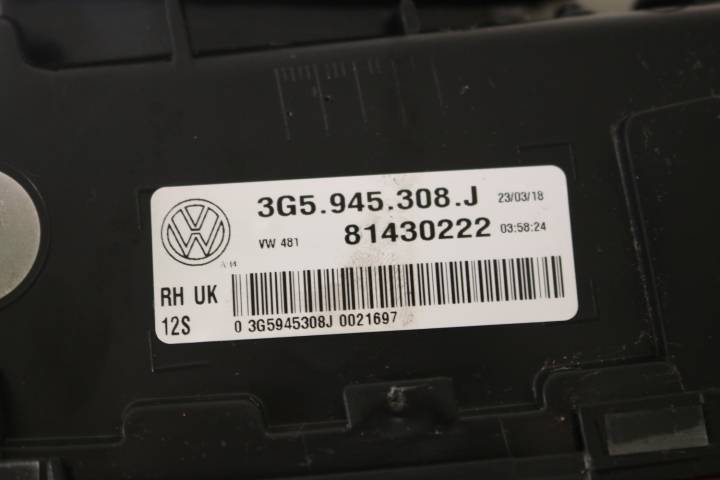 3G5.945.308.J 23/03/18
VW 481 81430222 03:58:24
RH UK
12S 0 3G5945308J 0021697